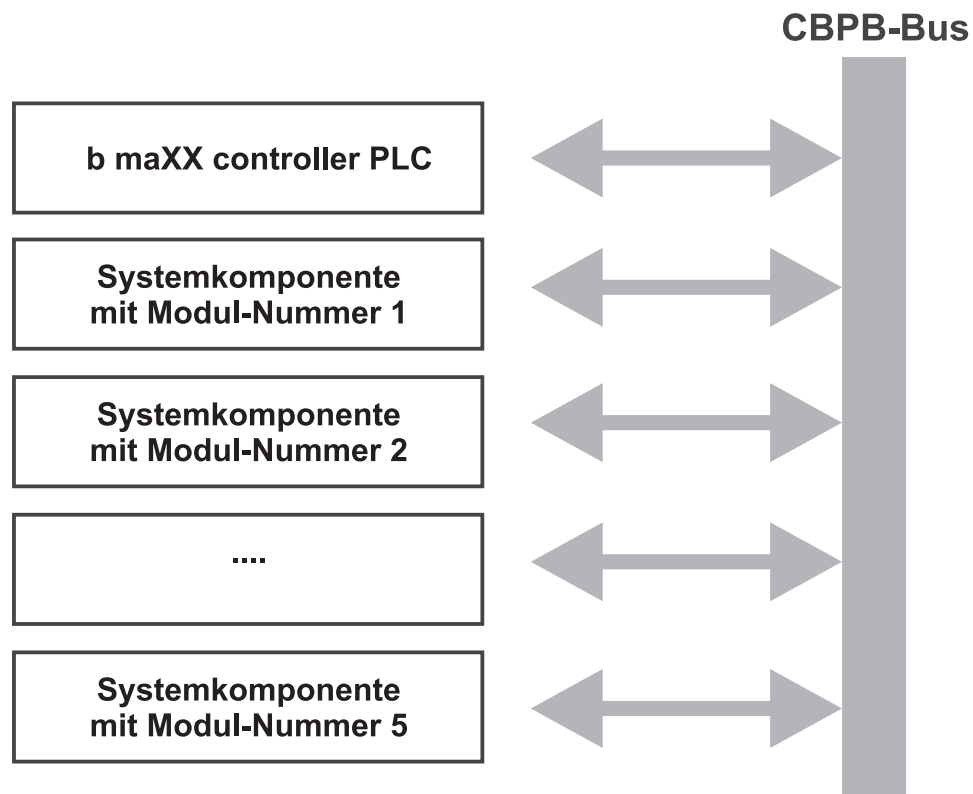 CBPB-Bus
b maXX controller PLC
Systemkomponente
mit Modul-Nummer 1
Systemkomponente
mit Modul-Nummer 2
....
Systemkomponente
mit Modul-Nummer 5